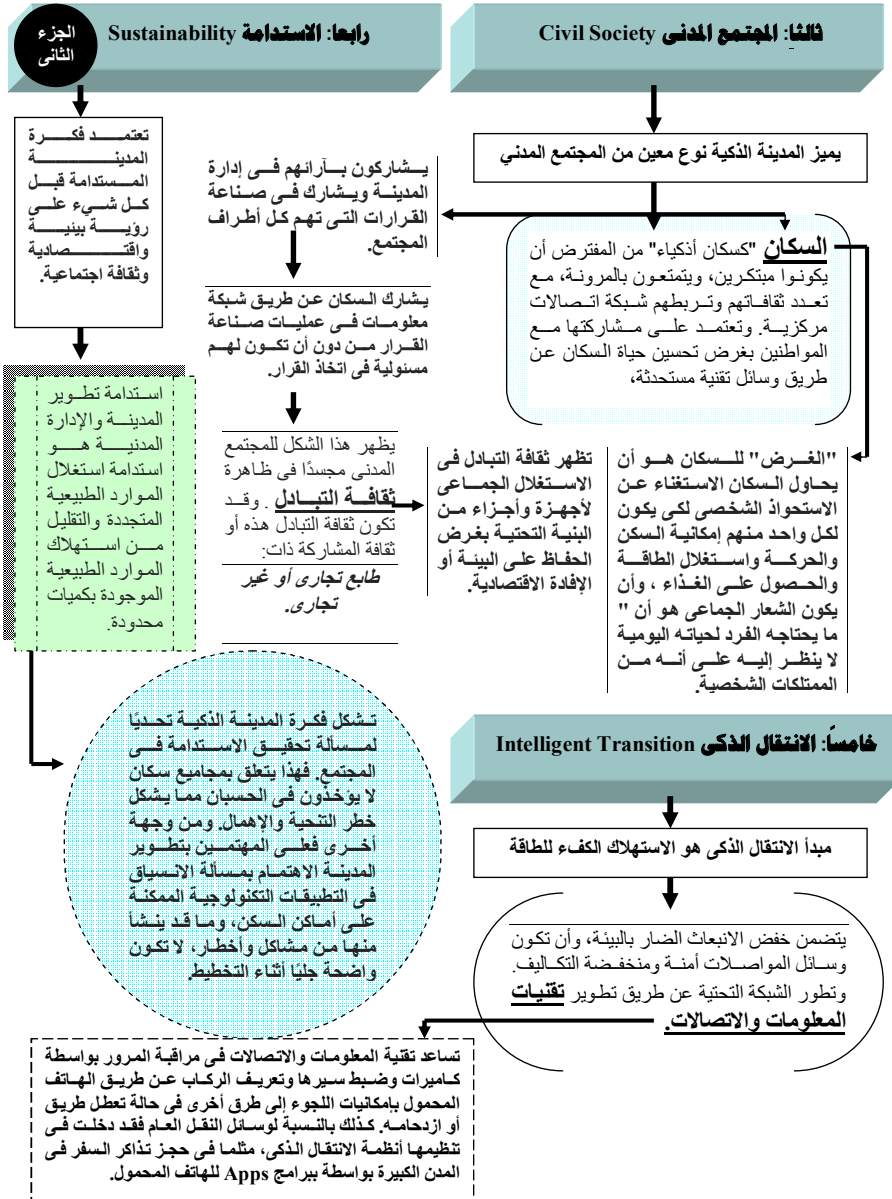 ثالثا: المجتمع المدنى Civil Society
يميز المدينة الذكية نوع معين من المجتمع المدني
السكان "كسكان أذكياء" من المفترض أن
يكونوا مبتكرين، ويتمتعون بالمرونة، مع
تعدد ثقافاتهم وتربطهم شبكة اتصالات
مركزية. وتعتمد على مشاركتها مع
المواطنين بغرض تحسين حياة السكان عن
طريق وسائل تقنية مستحدثة،
يشاركون بآرائهم فى إدارة
المدينة ويشارك فى صناعة
القرارات التى تهم كل أطراف
المجتمع.
يشارك السكان عن طريق شبكة
معلومات فى عمليات صناعة
القرار من دون أن تكون لهم
مسئولية فى اتخاذ القرار.
يظهر هذا الشكل للمجتمع
المدنى مجسدًا فى ظاهرة
ثقافة التبادل. وقد
تكون ثقافة التبادل هذه أو
ثقافة المشاركة ذات:
طابع تجارى أو غير
تجارى.
تظهر ثقافة التبادل فى
الاستغلال الجماعى
لأجهزة وأجزاء من
البنية التحتية بغرض
الحفاظ على البيئة أو
الإفادة الاقتصادية.
"الغرض" للسكان هو أن
يحاول السكان الاستغناء عن
الاستحواذ الشخصى لكى يكون
لكل واحد منهم إمكانية السكن
والحركة واستغلال الطاقة
والحصول على الغذاء ، وأن
يكون الشعار الجماعى هو أن "
ما يحتاجه الفرد لحياته اليومية
لا ينظر إليه على أنه من
الممتلكات الشخصية.
رابعا: الاستدامة Sustainability
الجزء
الثانى
تعتمد فكرة
المدينة
المستدامة قبل
كل شيء على
رؤية بيئية
واقتصادية
وثقافة اجتماعية.
استدامة تطوير
المدينة والإدارة
المدنية هو
استدامة استغلال
الموارد الطبيعية
المتجددة والتقليل
من استهلاك
الموارد الطبيعية
الموجودة بكميات
محدودة.
تشكل فكرة المدينة الذكية تحديًا
لمسألة تحقيق الاستدامة فى
المجتمع. فهذا يتعلق بمجاميع سكان
لا يؤخذون فى الحسبان مما يشكل
خطر التنحية والإهمال. ومن وجهة
أخرى فعلى المهتمين بتطوير
المدينة الاهتمام بمسألة الانسياق
فى التطبيقات التكنولوجية الممكنة
على أماكن السكن، وما قد ينشأ
منها من مشاكل وأخطار، لا تكون
واضحة جليًا أثناء التخطيط.
خامساً: الانتقال الذكى Intelligent Transition
مبدأ الانتقال الذكى هو الاستهلاك الكفء للطاقة
يتضمن خفض الانبعاث الضار بالبيئة، وأن تكون
وسائل المواصلات أمنة ومنخفضة التكاليف.
وتطور الشبكة التحتية عن طريق تطوير تقنيات
المعلومات والاتصالات.
تساعد تقنية المعلومات والاتصالات فى مراقبة المرور بواسطة
كاميرات وضبط سيرها وتعريف الركاب عن طريق الهاتف
المحمول بإمكانيات اللجوء إلى طرق أخرى فى حالة تعطل طريق
أو ازدحامه. كذلك بالنسبة لوسائل النقل العام فقد دخلت فى
تنظيمها أنظمة الانتقال الذكى، مثلما فى حجز تذاكر السفر فى
المدن الكبيرة بواسطة ببرامج Apps للهاتف المحمول.